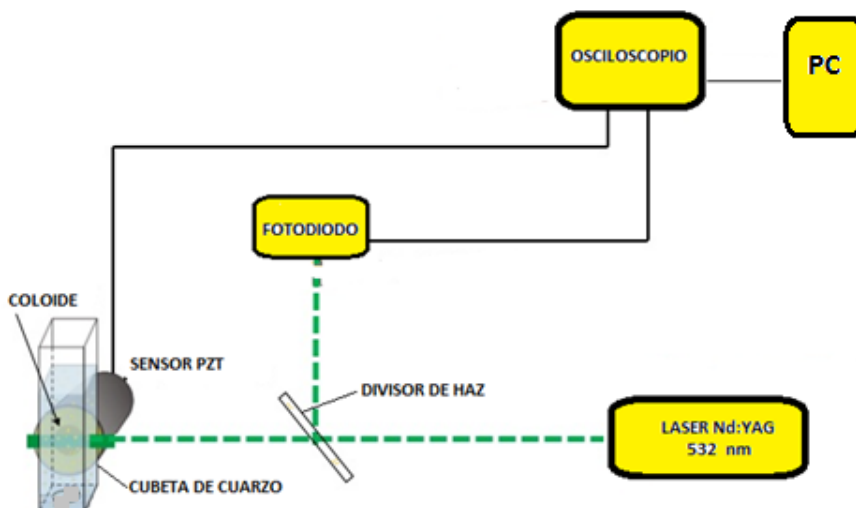 OSCILOSCOPIO
PC
FOTODIODO
COLOIDE
SENSOR PZT
DIVISOR DE HAZ
LASER Nd:YAG
532 nm
CUBETA DE CUARZO